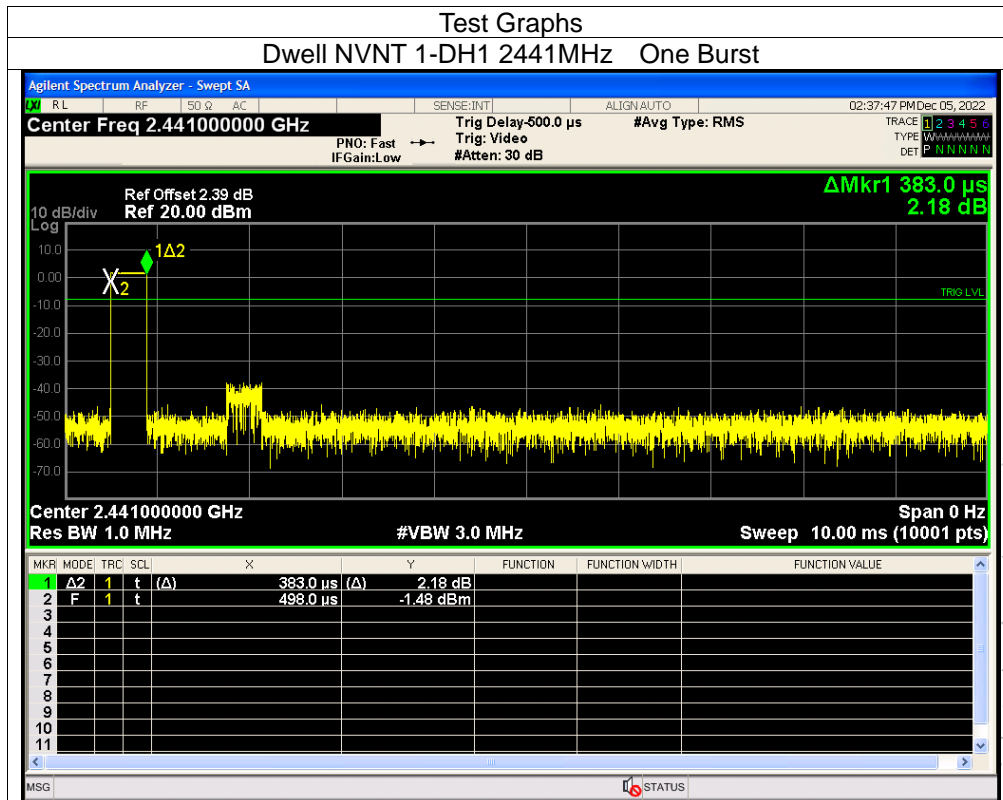 Test Graphs
Dwell NVNT 1-DH1 2441MHz One Burst
Agilent Spectrum Analyzer - Swept SA
LXI RL RF 50 Ω AC SENSE:INT ALIGN AUTO 02:37:47 PM Dec 05, 2022
Center Freq 2.441000000 GHz Trig Delay-500.0 µs #Avg Type: RMS TRACE 1 2 3 4 5 6
PNO: Fast Trig: Video TYPE WWWWWW
IFGain:Low #Atten: 30 dB DET P N N N N N
ΔMkr1 383.0 µs
Ref Offset 2.39 dB
10 dB/div Ref 20.00 dBm 2.18 dB
Log
10.0
1Δ2
0.00
2
TRIG LVL
-10.0
-20.0
-30.0
-40.0
-50.0
-60.0
-70.0
Center 2.441000000 GHz Span 0 Hz
Res BW 1.0 MHz #VBW 3.0 MHz Sweep 10.00 ms (10001 pts)
MKR MODE TRC SCL X Y FUNCTION FUNCTION WIDTH FUNCTION VALUE
1 Δ2 1 t (Δ) 383.0 µs (Δ) 2.18 dB
2 F 1 t 498.0 µs -1.48 dBm
3
4
5
6
7
8
9
10
11
MSG STATUS